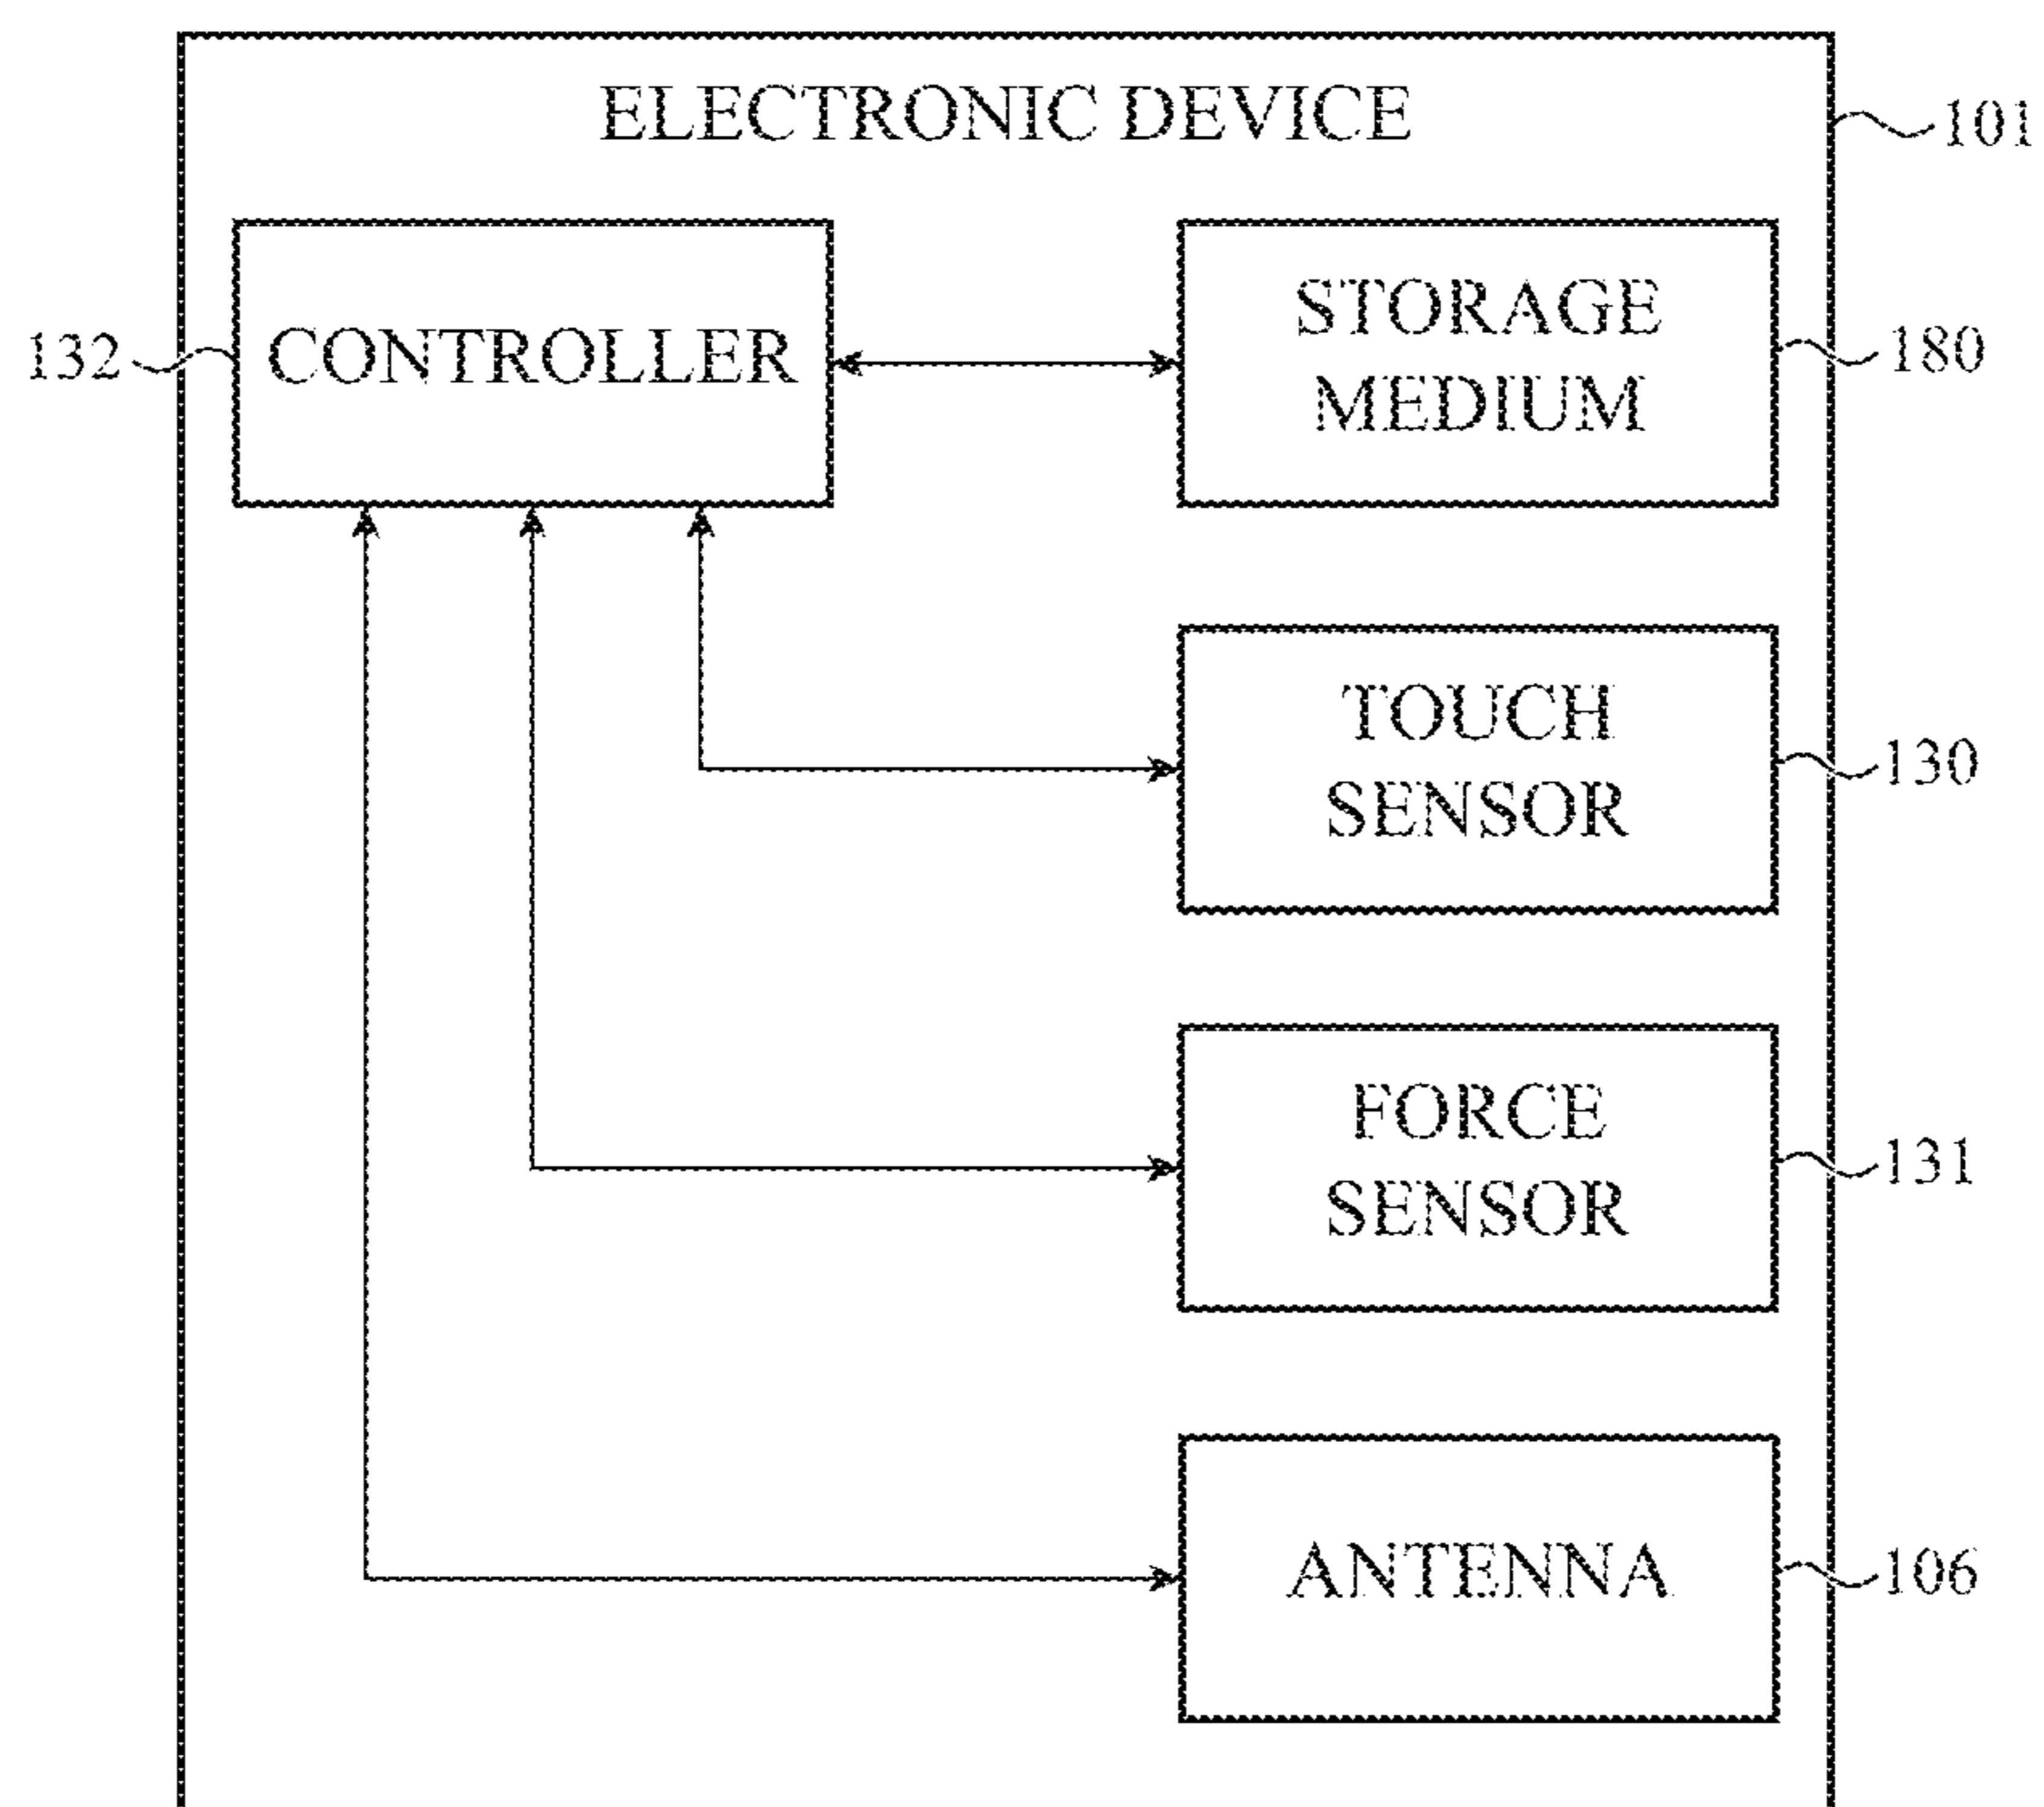 ELECTRONIC DEVICE
101
132
CONTROLLER
STORAGE
MEDIUM
180
TOUCH
SENSOR
130
FORCE
SENSOR
131
ANTENNA
106